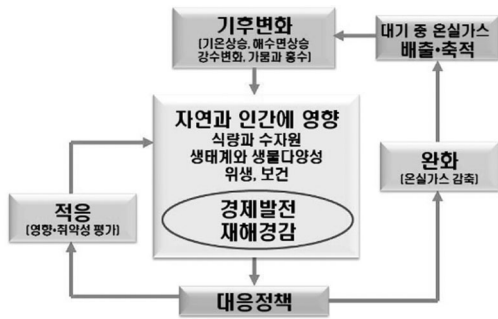 기후변화
[기온상승, 해수면상승
강수변화, 가뭄과 홍수]
대기 중 온실가스
배출·축적
자연과 인간에 영향
식량과 수자원
생태계와 생물다양성
위생, 보건
경제발전
재해경감
완화
[온실가스 감축]
적응
[영향·취약성 평가]
대응정책